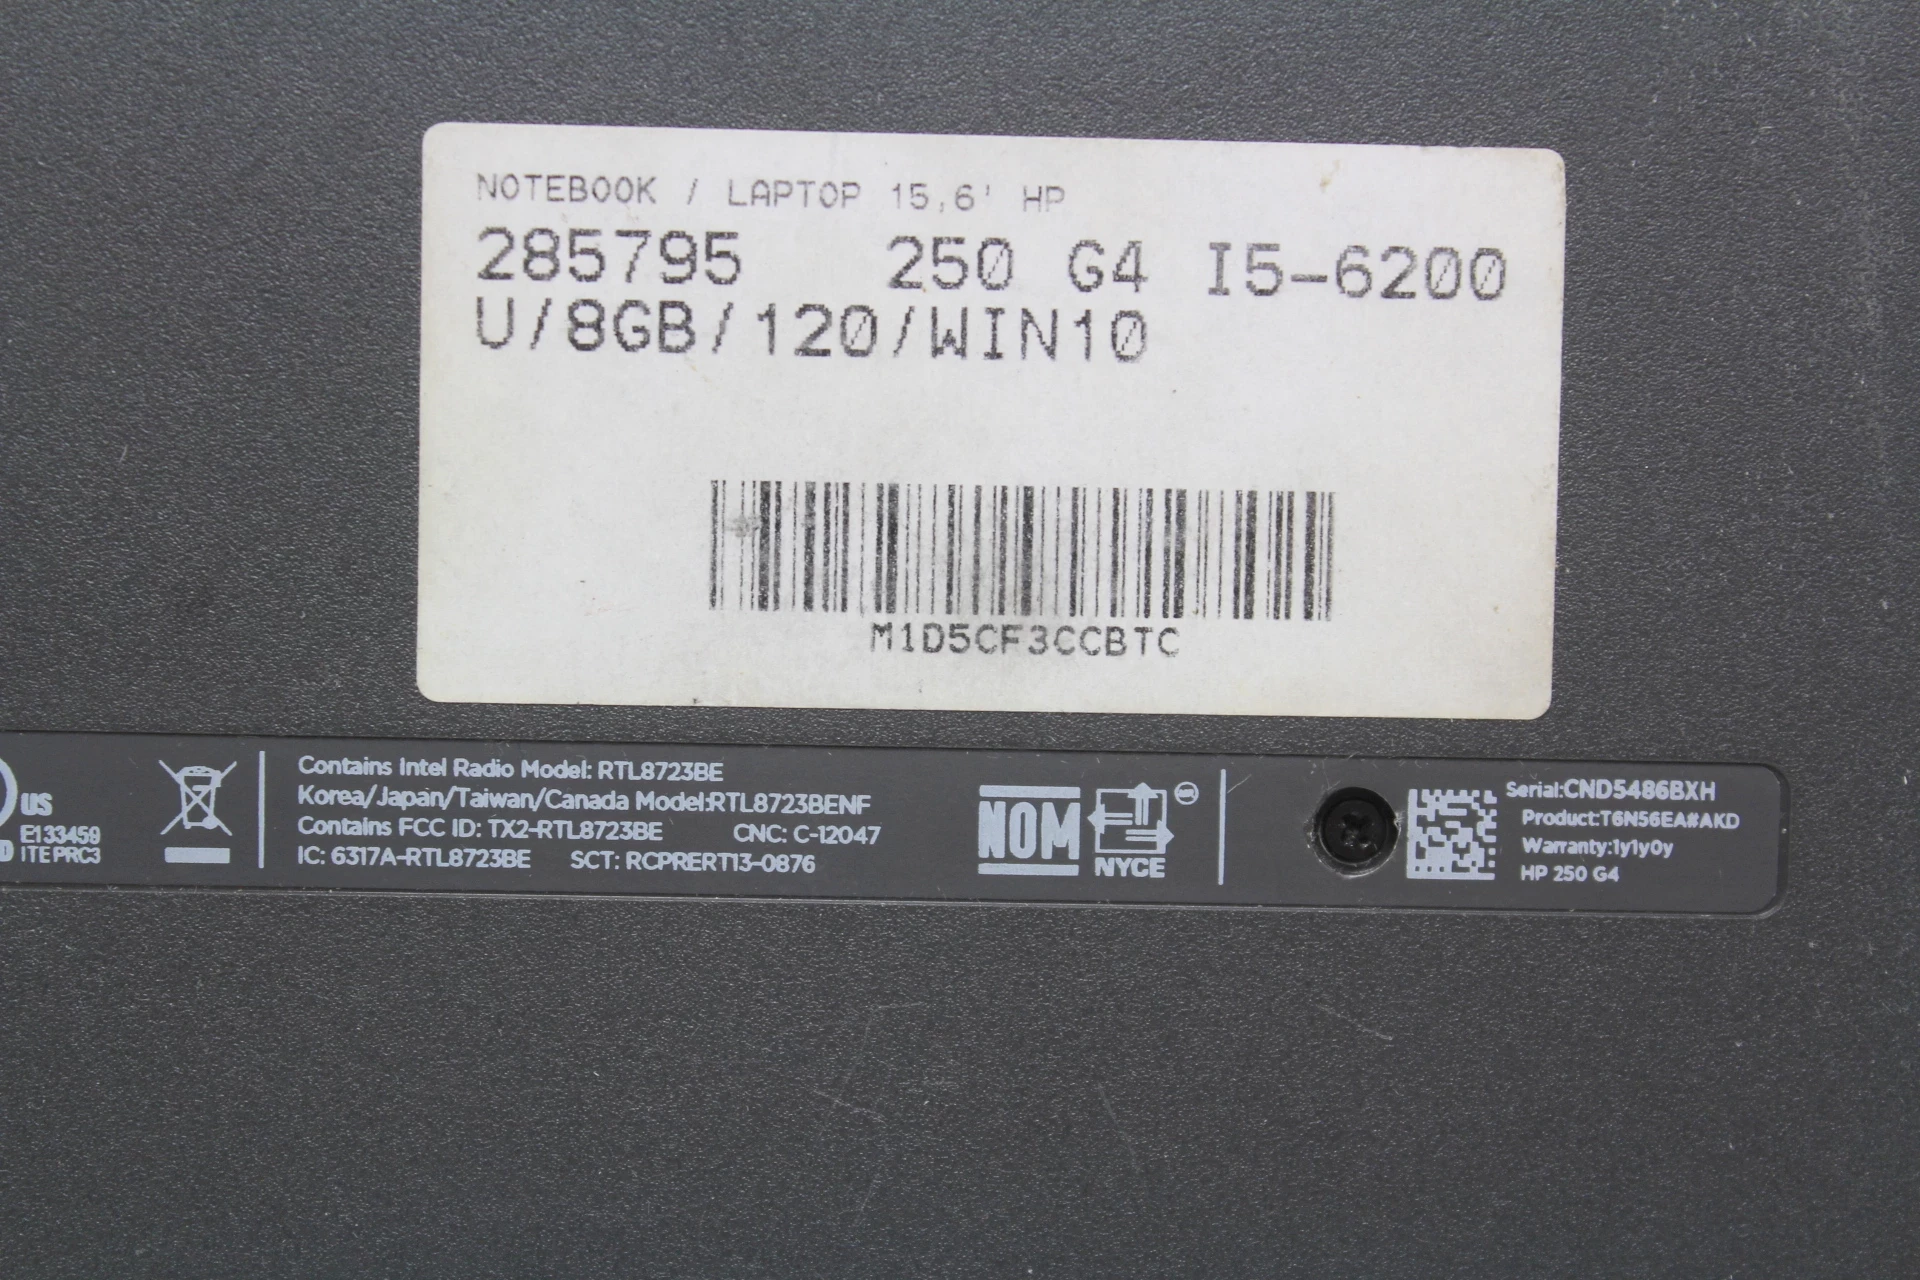 NOTEBOOK / LAPTOP 15,6' HP
285795 250 G4 I5-6200
U/8GB/120/WIN10
M1D5CF3CCBTC
US
E133459
ITE PRC3
Contains Intel Radio Model: RTL8723BE
Korea/Japan/Taiwan/Canada Model:RTL8723BENF
Contains FCC ID: TX2-RTL8723BE CNC: C-12047
IC: 6317A-RTL8723BE SCT: RCPRERT13-0876
NOM
NYCE
Serial:CND5486BXH
Product:T6N56EA#AKD
Warranty:1y1y0y
HP 250 G4